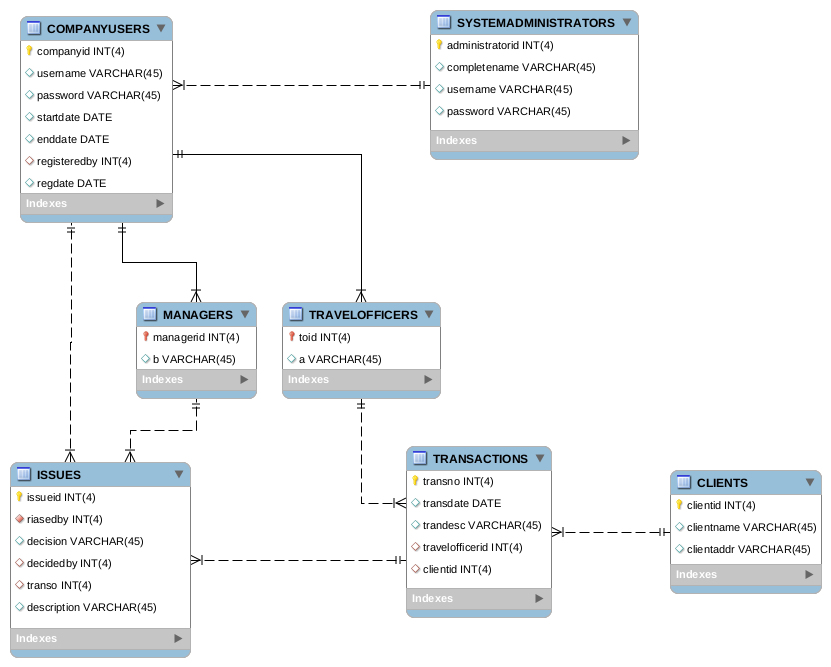 COMPANYUSERS
companyid INT(4)
username VARCHAR(45)
password VARCHAR(45)
startdate DATE
enddate DATE
registeredby INT(4)
regdate DATE
Indexes
SYSTEMADMINISTRATORS
administratorid INT(4)
completename VARCHAR(45)
username VARCHAR(45)
password VARCHAR(45)
Indexes
MANAGERS
managerid INT(4)
b VARCHAR(45)
Indexes
TRAVELOFFICERS
toid INT(4)
a VARCHAR(45)
Indexes
ISSUES
issueid INT(4)
riasedby INT(4)
decision VARCHAR(45)
decidedby INT(4)
transo INT(4)
description VARCHAR(45)
Indexes
TRANSACTIONS
transno INT(4)
transdate DATE
trandesc VARCHAR(45)
travelofficerid INT(4)
clientid INT(4)
Indexes
CLIENTS
clientid INT(4)
clientname VARCHAR(45)
clientaddr VARCHAR(45)
Indexes